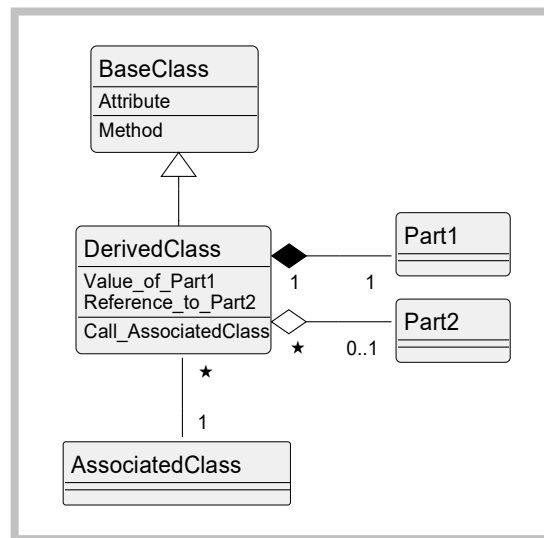 BaseClass
Attribute
Method
DerivedClass
Value_of_Part1
Reference_to_Part2
Call_AssociatedClass
Part1
1 1
Part2
★ 0..1
★
1
AssociatedClass